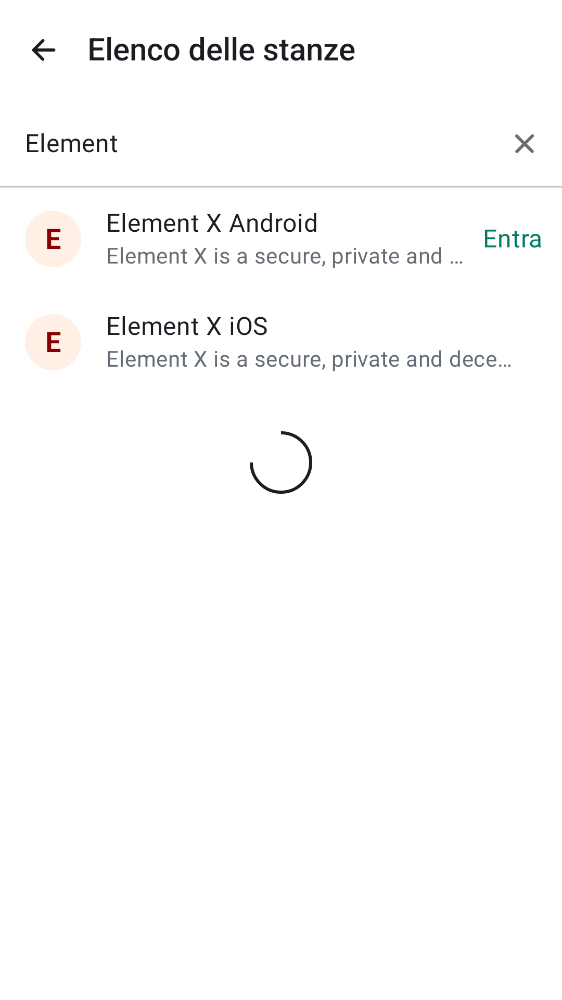 Elenco delle stanze
Element
E
Element X Android
Element X is a secure, private and ...
Entra
E
Element X iOS
Element X is a secure, private and dece...